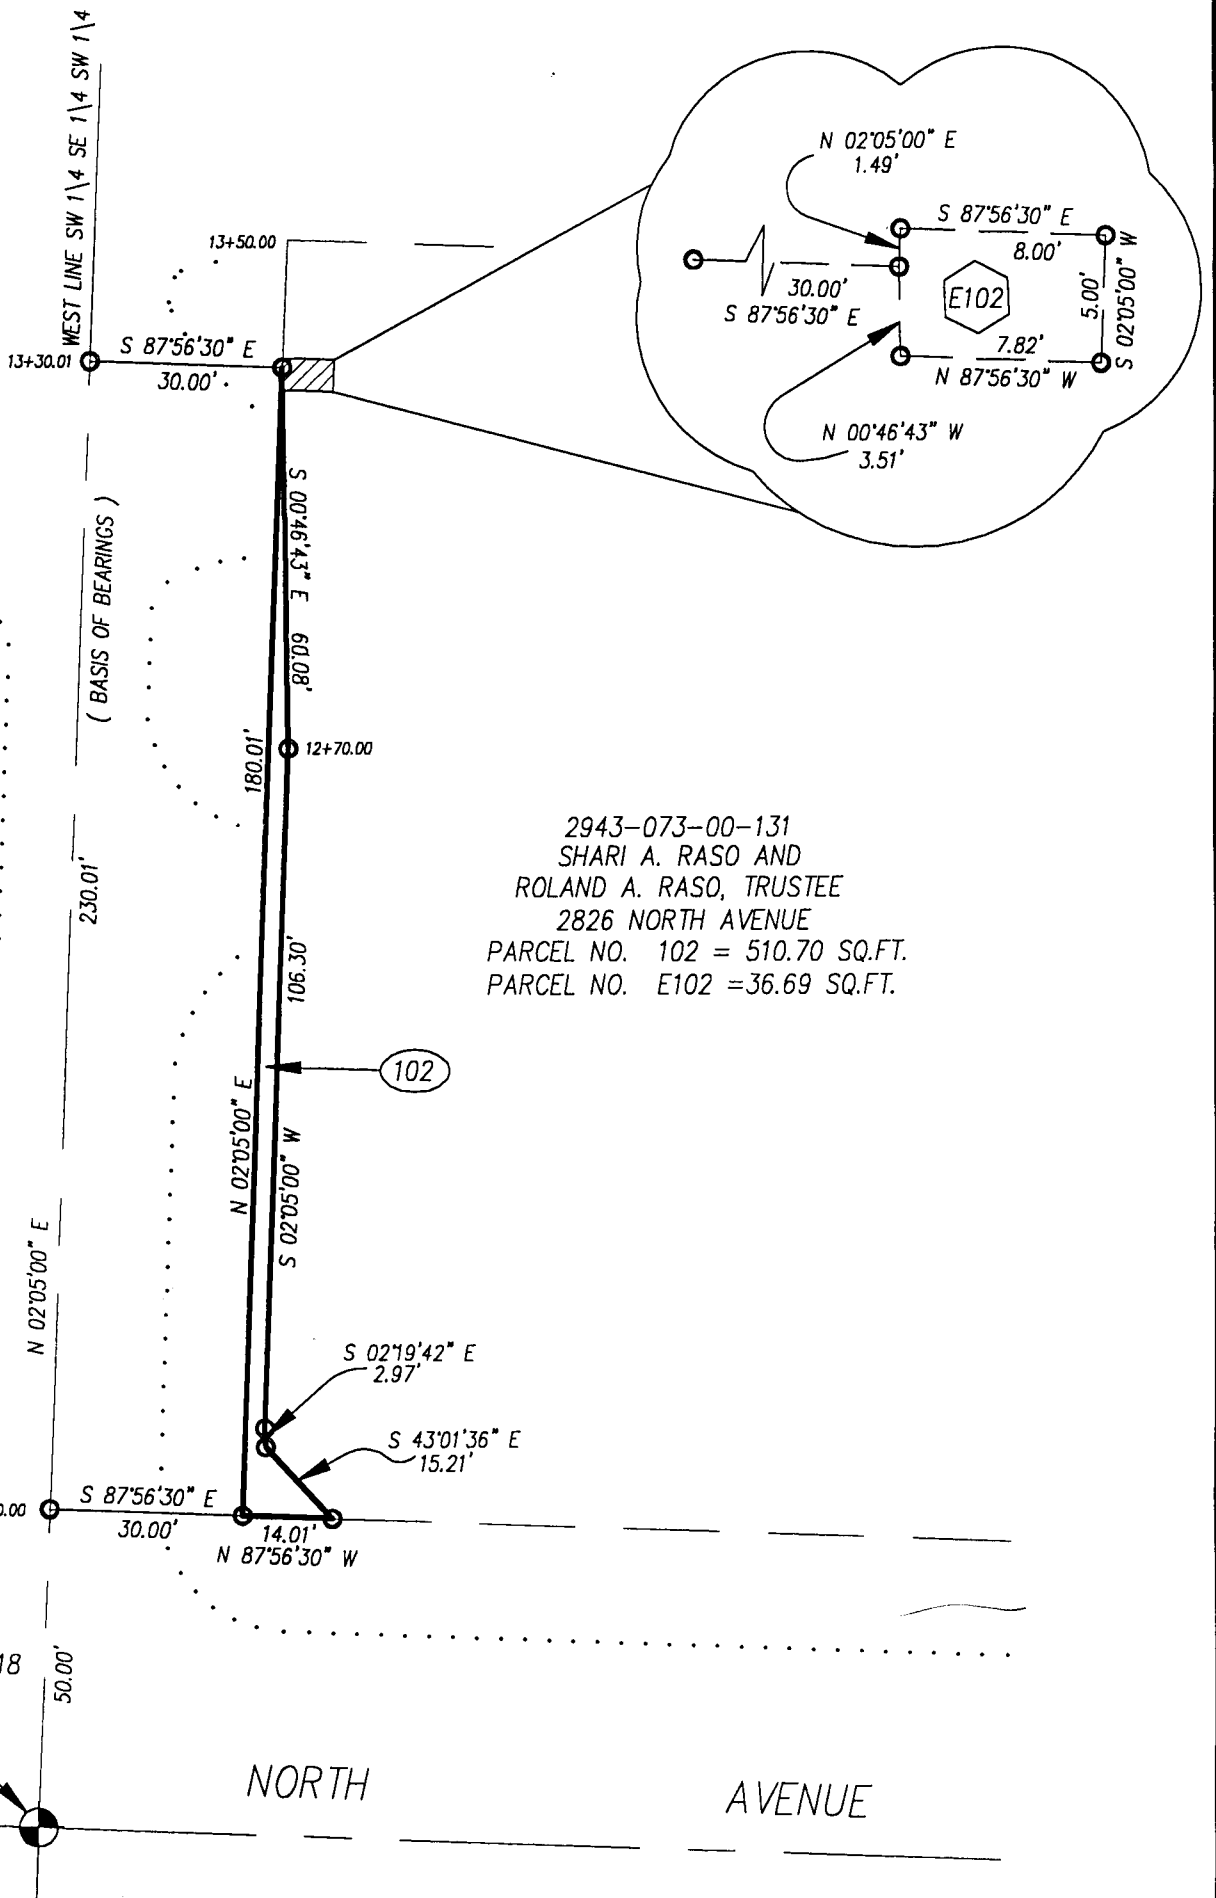 WEST LINE SW 1\4 SE 1\4 SW 1\4
N 02°05'00" E
1.49'
S 87°56'30" E
8.00'
30.00'
S 87°56'30" E
E102
5.00'
S 02°05'00" W
7.82'
N 87°56'30" W
N 00°46'43" W
3.51'
13+50.00
13+30.01
S 87°56'30" E
30.00'
( BASIS OF BEARINGS )
S 00°46'43" E 60.08'
180.01'
12+70.00
230.01'
2943-073-00-131
SHARI A. RASO AND
ROLAND A. RASO, TRUSTEE
2826 NORTH AVENUE
PARCEL NO. 102 = 510.70 SQ.FT.
PARCEL NO. E102 =36.69 SQ.FT.
106.30'
102
N 02°05'00" E
S 02°05'00" W
N 02°05'00" E
S 02°19'42" E
2.97'
S 43°01'36" E
15.21'
0.00
S 87°56'30" E
30.00'
14.01'
N 87°56'30" W
18
50.00'
NORTH AVENUE